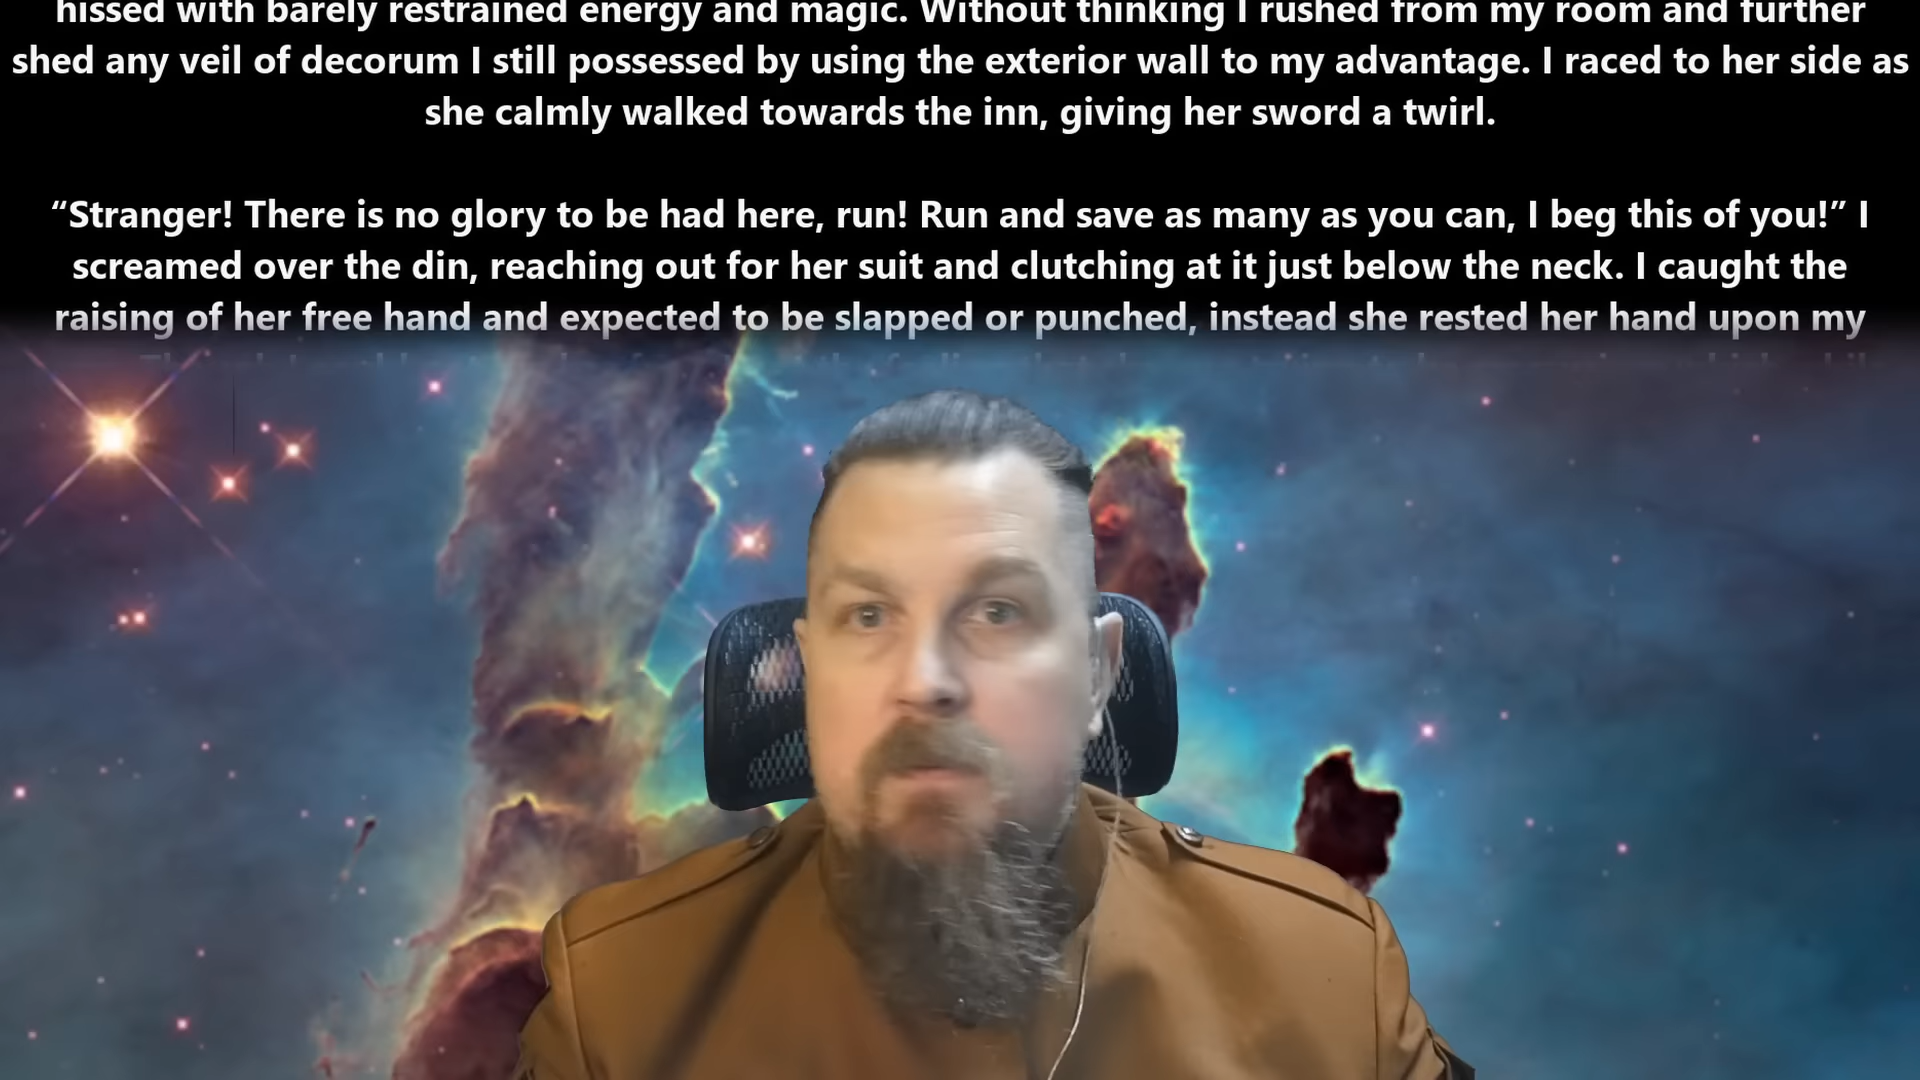 hissed with barely restrained energy and magic. Without thinking I rushed from my room and further
shed any veil of decorum I still possessed by using the exterior wall to my advantage. I raced to her side as
she calmly walked towards the inn, giving her sword a twirl.
“Stranger! There is no glory to be had here, run! Run and save as many as you can, I beg this of you!” I
screamed over the din, reaching out for her suit and clutching at it just below the neck. I caught the
raising of her free hand and expected to be slapped or punched, instead she rested her hand upon my